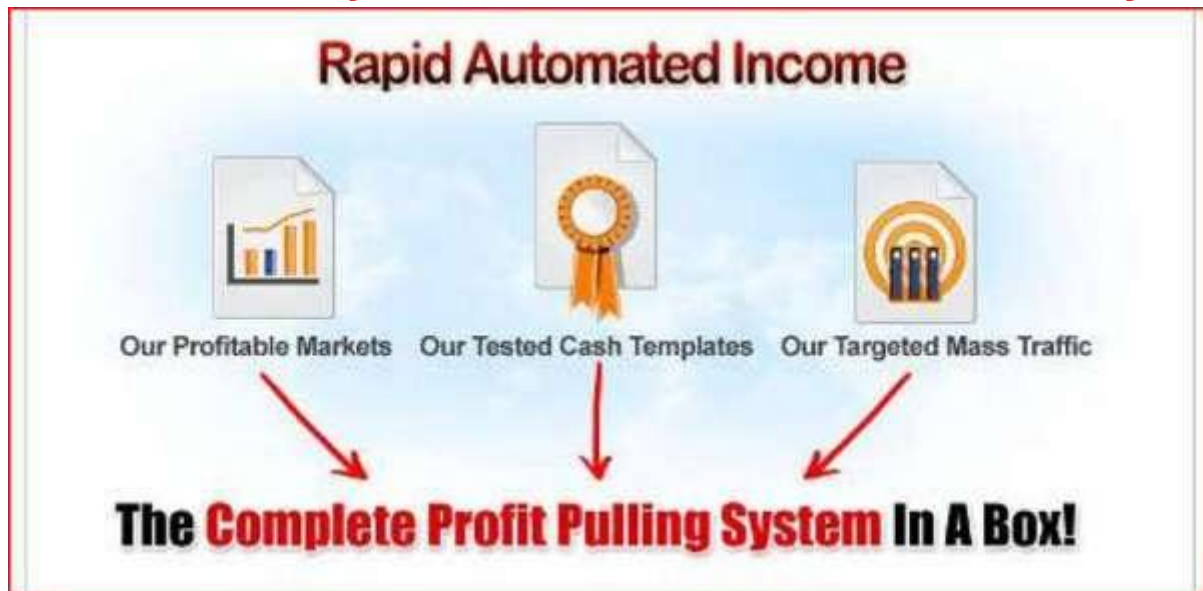 Rapid Automated Income
Our Profitable Markets
Our Tested Cash Templates
Our Targeted Mass Traffic
The Complete Profit Pulling System In A Box!